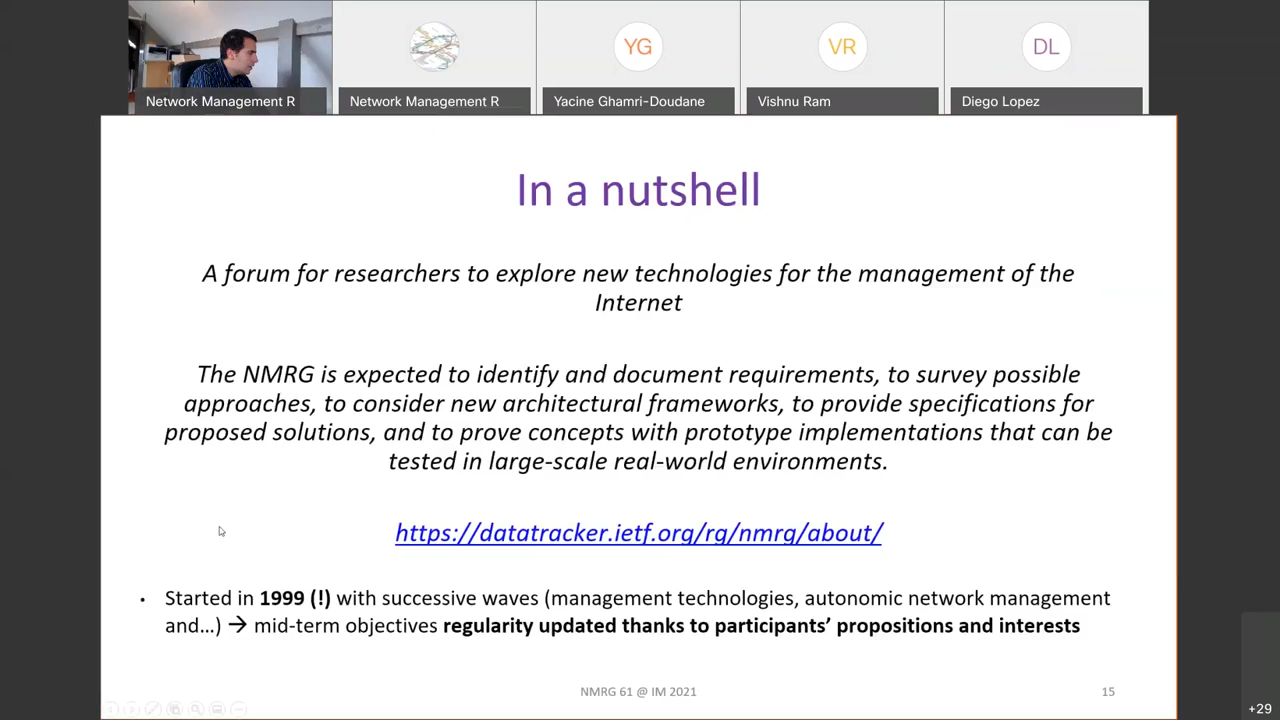 YG
VR
DL
Network Management R
Network Management R
Yacine Ghamri-Doudane
Vishnu Ram
Diego Lopez
In a nutshell
A forum for researchers to explore new technologies for the management of the
Internet
The NMRG is expected to identify and document requirements, to survey possible
approaches, to consider new architectural frameworks, to provide specifications for
proposed solutions, and to prove concepts with prototype implementations that can be
tested in large-scale real-world environments.
https://datatracker.ietf.org/rg/nmrg/about/
• Started in 1999 (!) with successive waves (management technologies, autonomic network management
and…) → mid-term objectives regularity updated thanks to participants’ propositions and interests
NMRG 61 @ IM 2021
15
+29